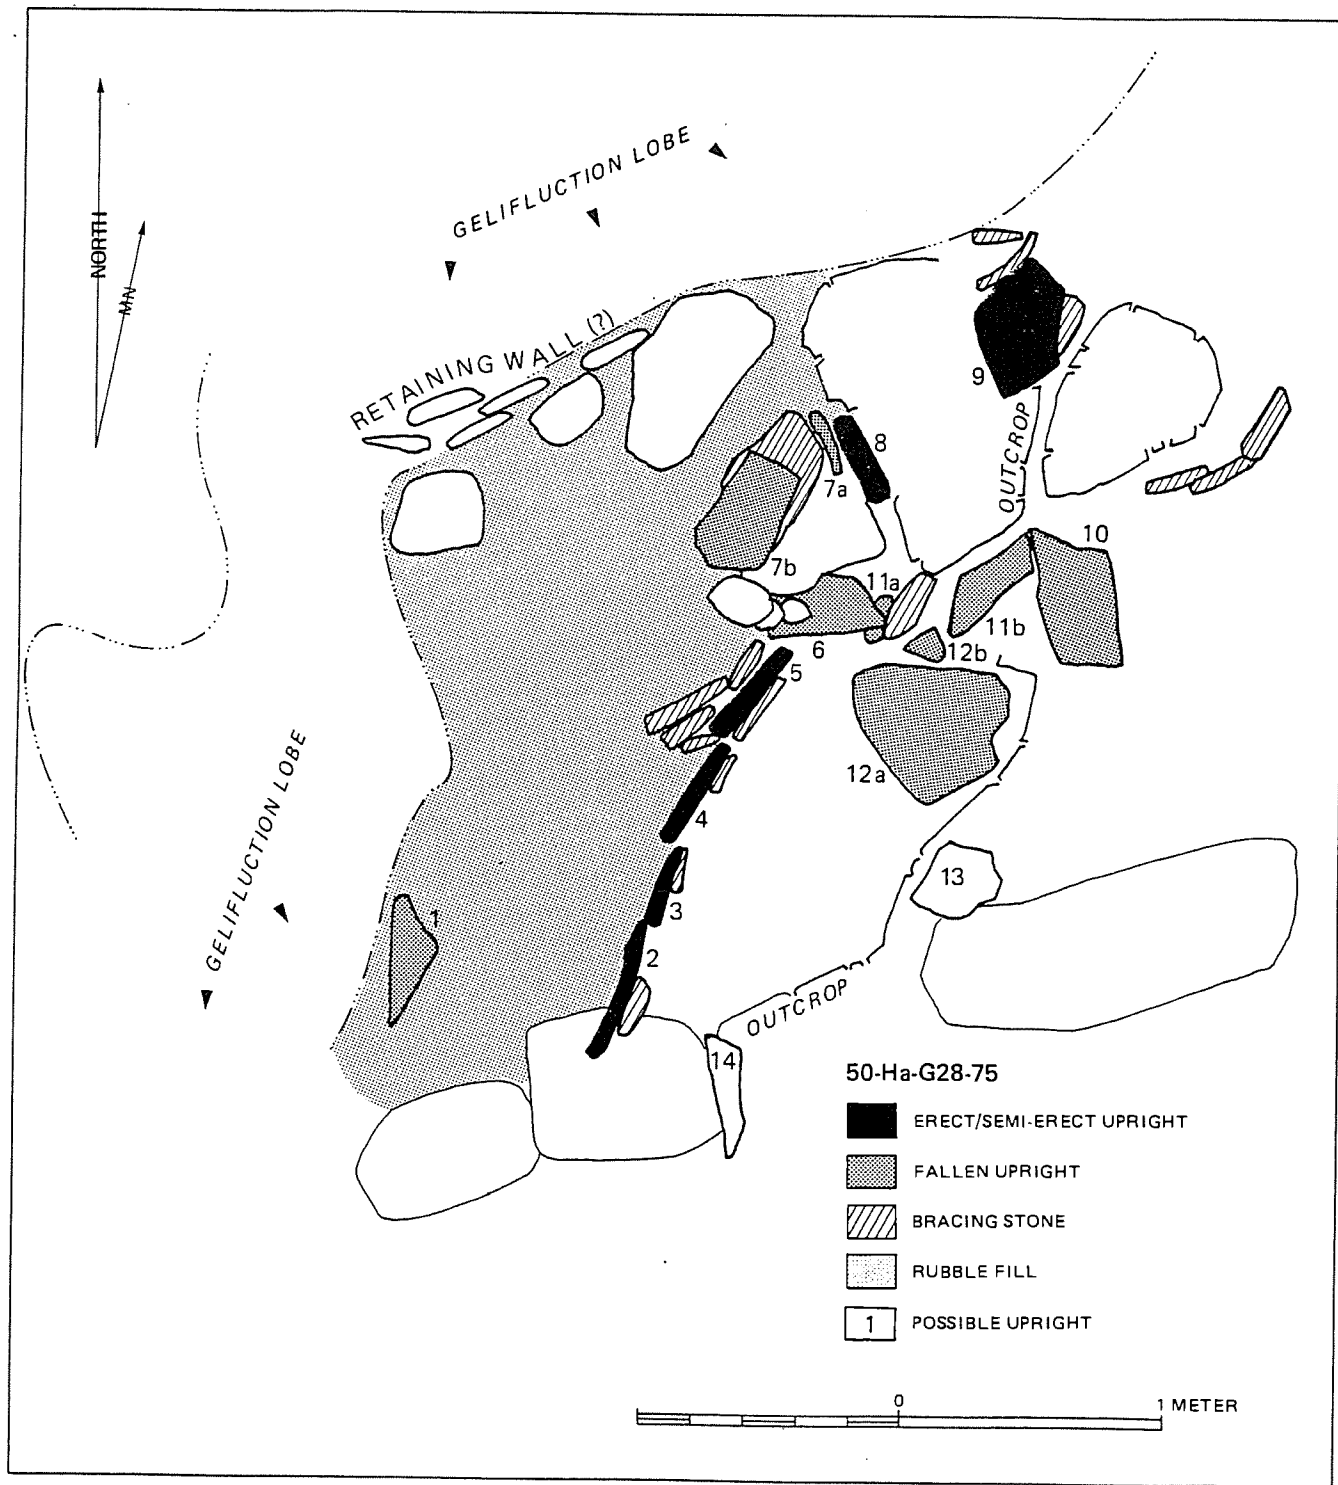 GELIFLUCTION LOBE
NORTH
MN
RETAINING WALL (?)
9
OUTCROP
8
7a
7b
10
11a
11b
6
12b
5
12a
4
GELIFLUCTION LOBE
13
3
1
2
OUTCROP
14
50-Ha-G28-75
ERECT/SEMI-ERECT UPRIGHT
FALLEN UPRIGHT
BRACING STONE
RUBBLE FILL
1 POSSIBLE UPRIGHT
0 1 METER